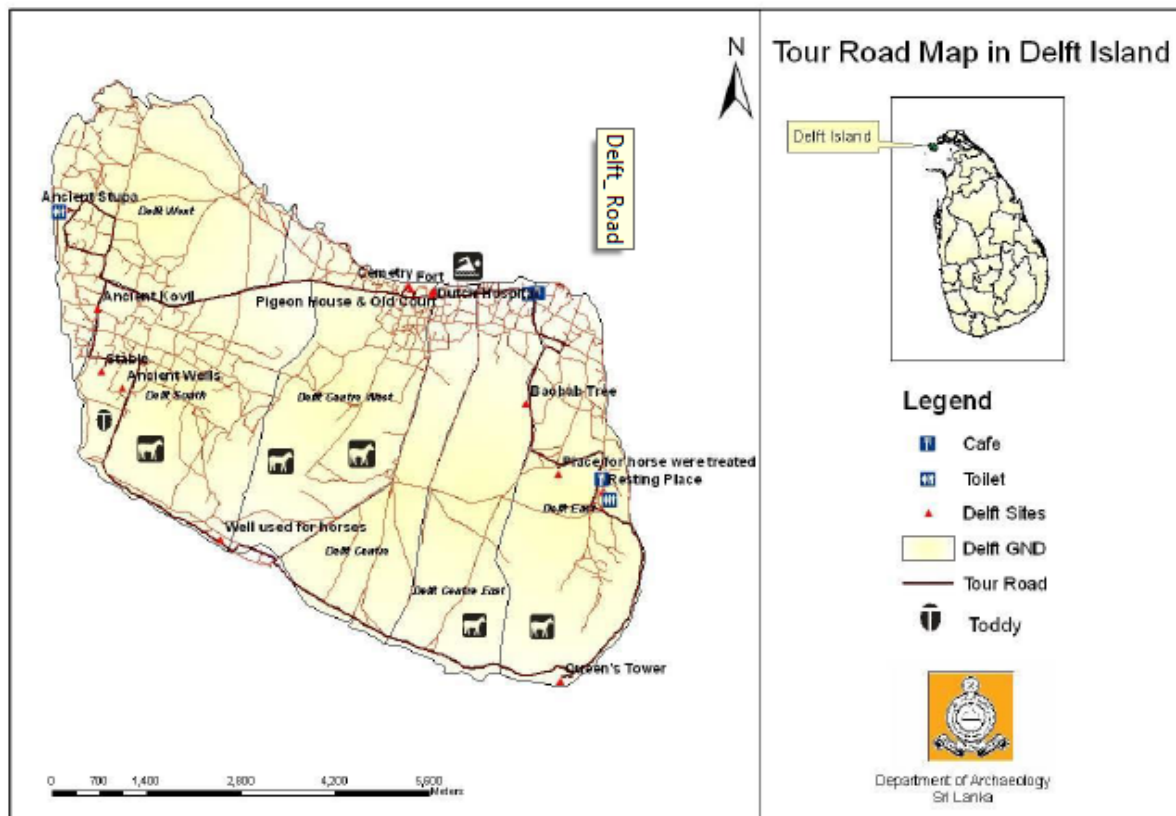 Tour Road Map in Delft Island
N
Delft_Road
Delft Island
Ancient Stupa
Delft West
Cemetry
Fort
Ancient Kovil
Pigeon House & Old Court
Dutch Hospital
Stable
Ancient Wells
Delft South
Delft Centre West
Baobab Tree
Place for horse were treated
Resting Place
Delft East
Well used for horses
Delft Centre
Delft Centre East
Queen's Tower
0 700 1,400 2,800 4,200 5,600
Meters
Legend
Cafe
Toilet
Delft Sites
Delft GND
Tour Road
Toddy
Department of Archaeology
Sri Lanka